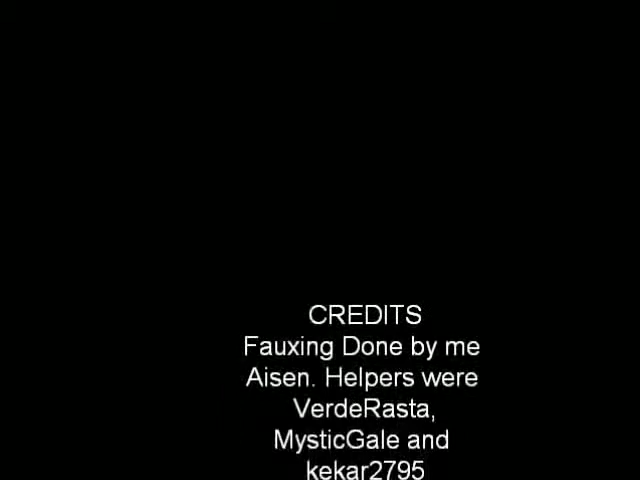 CREDITS
Fauxing Done by me
Aisen. Helpers were
VerdeRasta,
MysticGale and
kekar2795